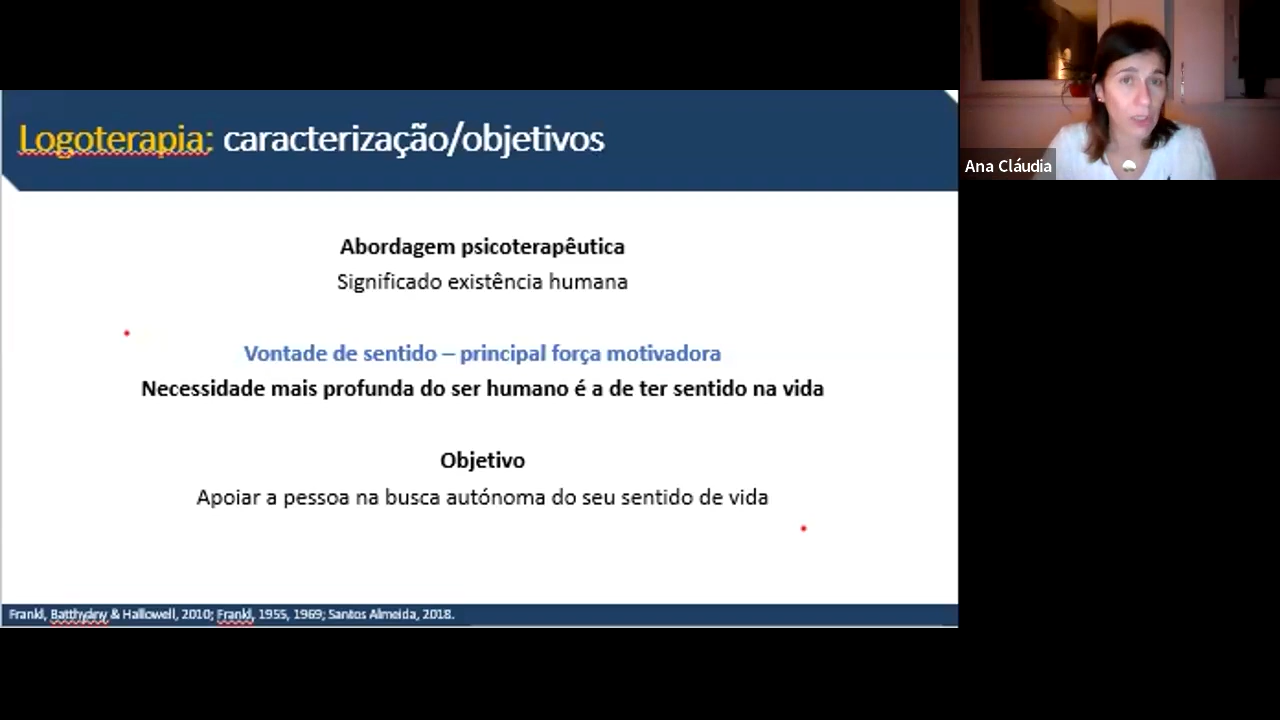 Logoterapia: caracterização/objetivos
Abordagem psicoterapêutica
Significado existência humana
Vontade de sentido – principal força motivadora
Necessidade mais profunda do ser humano é a de ter sentido na vida
Objetivo
Apoiar a pessoa na busca autónoma do seu sentido de vida
Frankl, Batthyány & Hallowell, 2010; Frankl, 1955, 1969; Santos Almeida, 2018.
Ana Cláudia